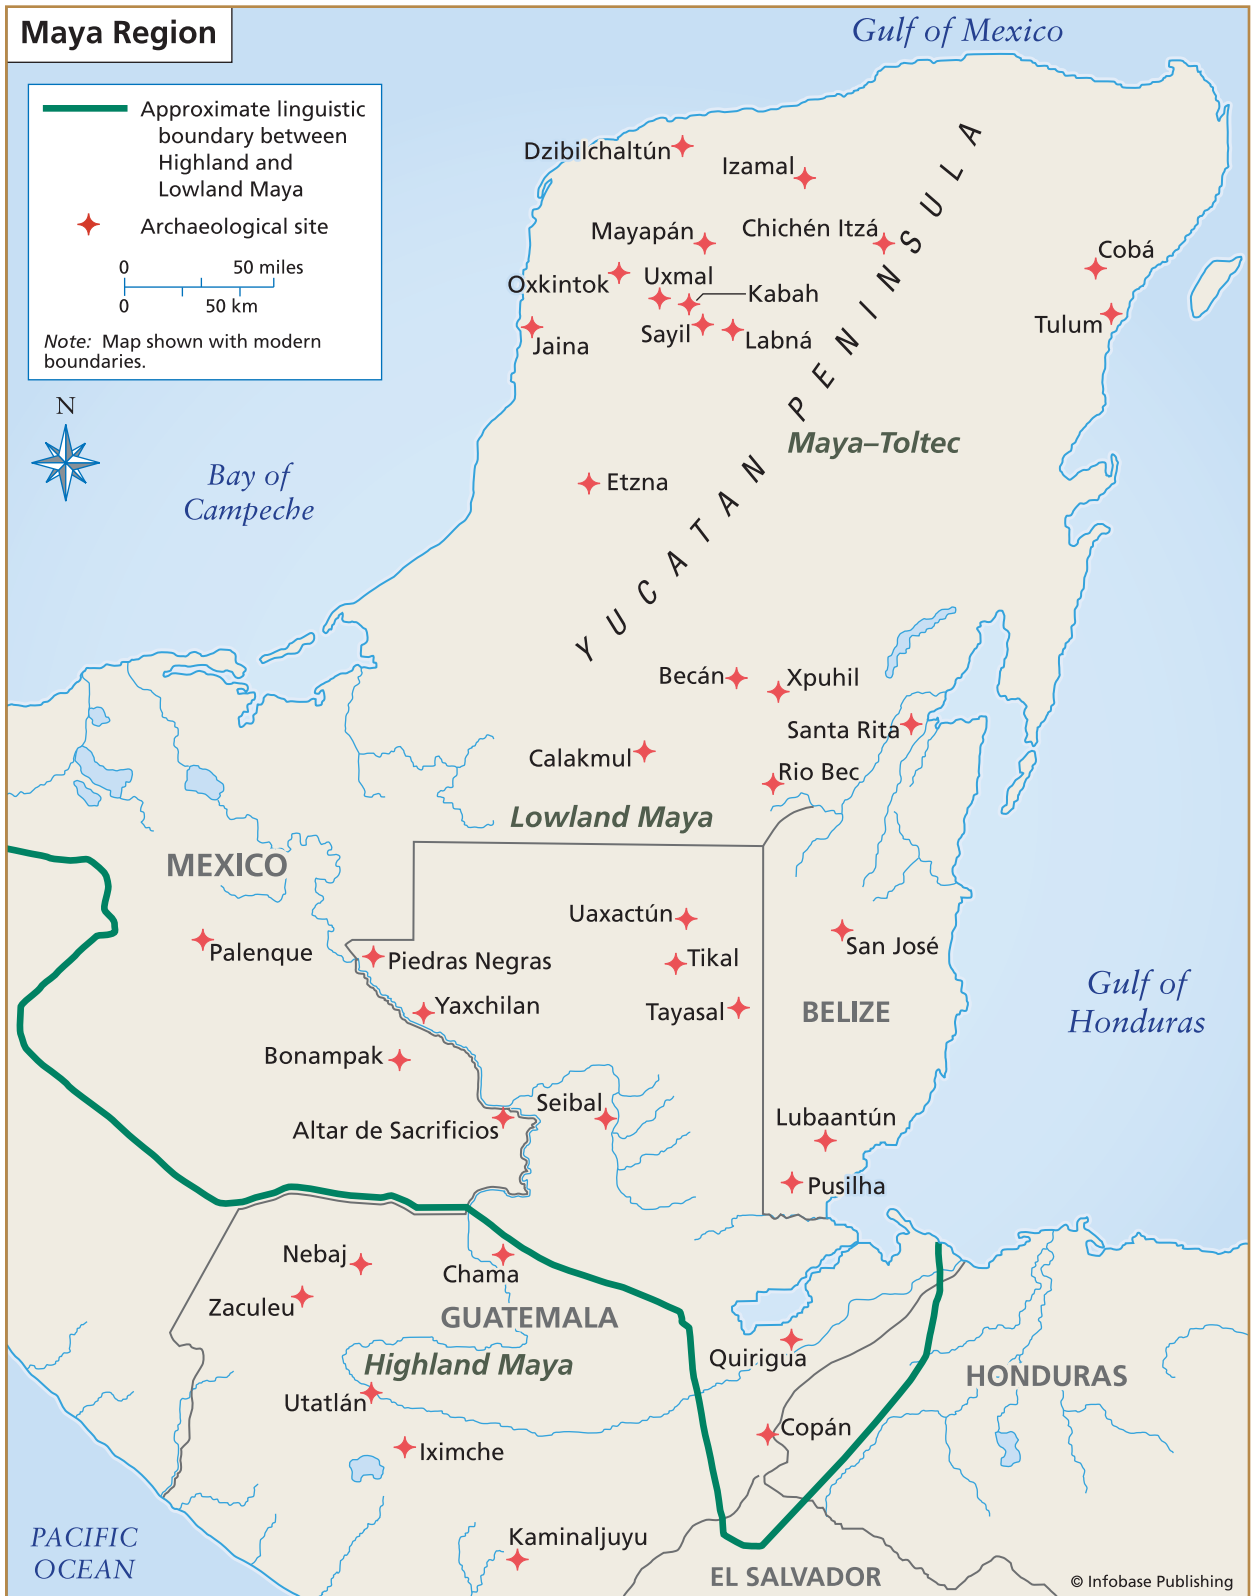 Maya Region
Gulf of Mexico
Approximate linguistic
boundary between
Highland and
Lowland Maya
Archaeological site
0 50 miles
0 50 km
Note: Map shown with modern
boundaries.
N
Dzibilchaltún
Izamal
Mayapán
Chichén Itzá
Cobá
Oxkintok
Uxmal
Kabah
Tulum
Sayil
Labná
Jaina
YUCATAN PENINSULA
Maya–Toltec
Bay of
Campeche
Etzna
Becán
Xpuhil
Santa Rita
Calakmul
Rio Bec
Lowland Maya
MEXICO
Uaxactún
San José
Palenque
Piedras Negras
Tikal
Yaxchilan
Tayasal
BELIZE
Gulf of
Honduras
Bonampak
Seibal
Altar de Sacrificios
Lubaantún
Pusilha
Nebaj
Chama
Zaculeu
GUATEMALA
Quirigua
Highland Maya
HONDURAS
Utatlán
Copán
Iximche
Kaminaljuyu
PACIFIC
OCEAN
EL SALVADOR
© Infobase Publishing